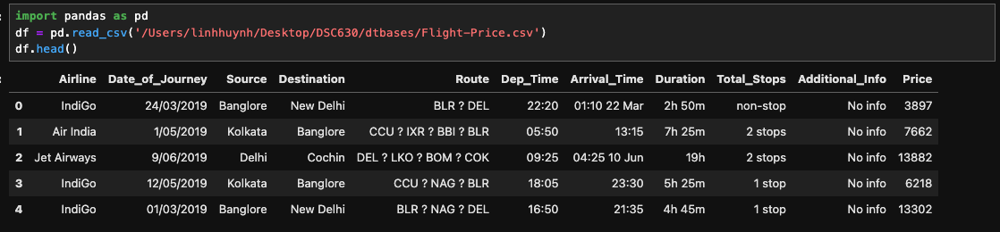 import pandas as pd
df = pd.read_csv('/Users/linhhuynh/Desktop/DSC630/dtbases/Flight-Price.csv')
df.head()
Airline Date_of_Journey Source Destination Route Dep_Time Arrival_Time Duration Total_Stops Additional_Info Price
0 IndiGo 24/03/2019 Banglore New Delhi BLR ? DEL 22:20 01:10 22 Mar 2h 50m non-stop No info 3897
1 Air India 1/05/2019 Kolkata Banglore CCU ? IXR ? BBI ? BLR 05:50 13:15 7h 25m 2 stops No info 7662
2 Jet Airways 9/06/2019 Delhi Cochin DEL ? LKO ? BOM ? COK 09:25 04:25 10 Jun 19h 2 stops No info 13882
3 IndiGo 12/05/2019 Kolkata Banglore CCU ? NAG ? BLR 18:05 23:30 5h 25m 1 stop No info 6218
4 IndiGo 01/03/2019 Banglore New Delhi BLR ? NAG ? DEL 16:50 21:35 4h 45m 1 stop No info 13302